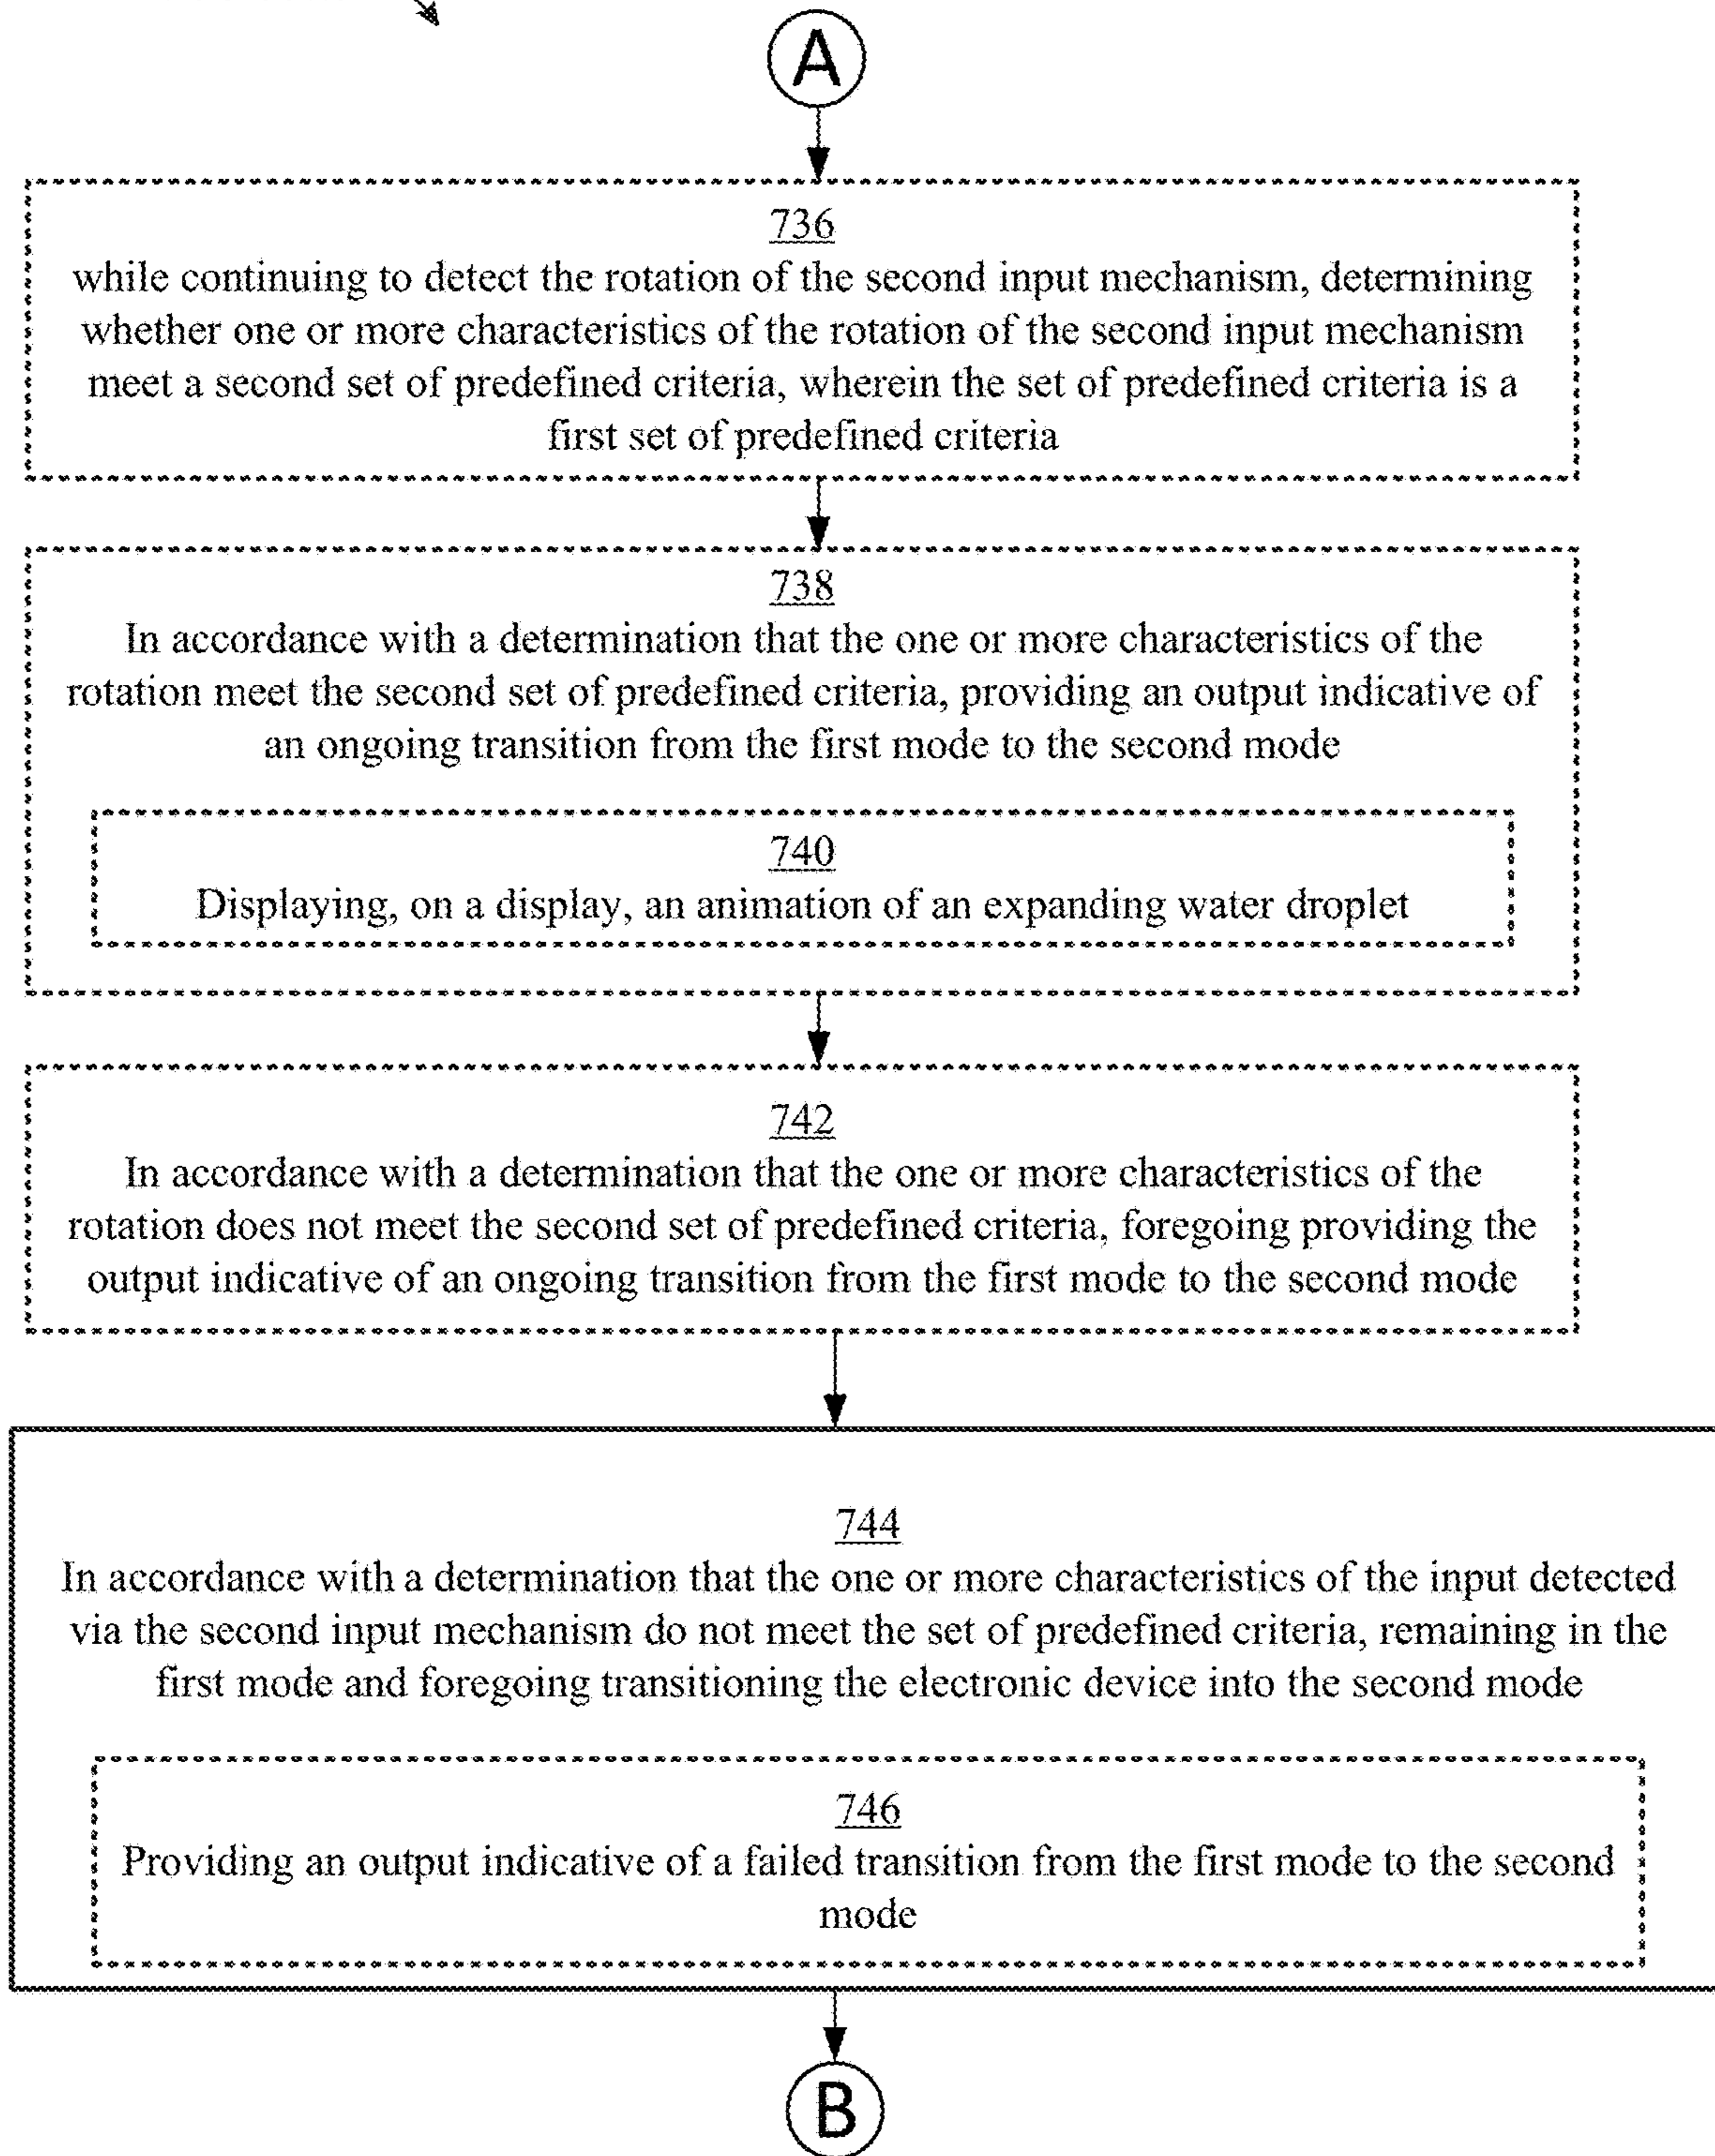 A
736
while continuing to detect the rotation of the second input mechanism, determining
whether one or more characteristics of the rotation of the second input mechanism
meet a second set of predefined criteria, wherein the set of predefined criteria is a
first set of predefined criteria
738
In accordance with a determination that the one or more characteristics of the
rotation meet the second set of predefined criteria, providing an output indicative of
an ongoing transition from the first mode to the second mode
740
Displaying, on a display, an animation of an expanding water droplet
742
In accordance with a determination that the one or more characteristics of the
rotation does not meet the second set of predefined criteria, foregoing providing the
output indicative of an ongoing transition from the first mode to the second mode
744
In accordance with a determination that the one or more characteristics of the input detected
via the second input mechanism do not meet the set of predefined criteria, remaining in the
first mode and foregoing transitioning the electronic device into the second mode
746
Providing an output indicative of a failed transition from the first mode to the second
mode
B